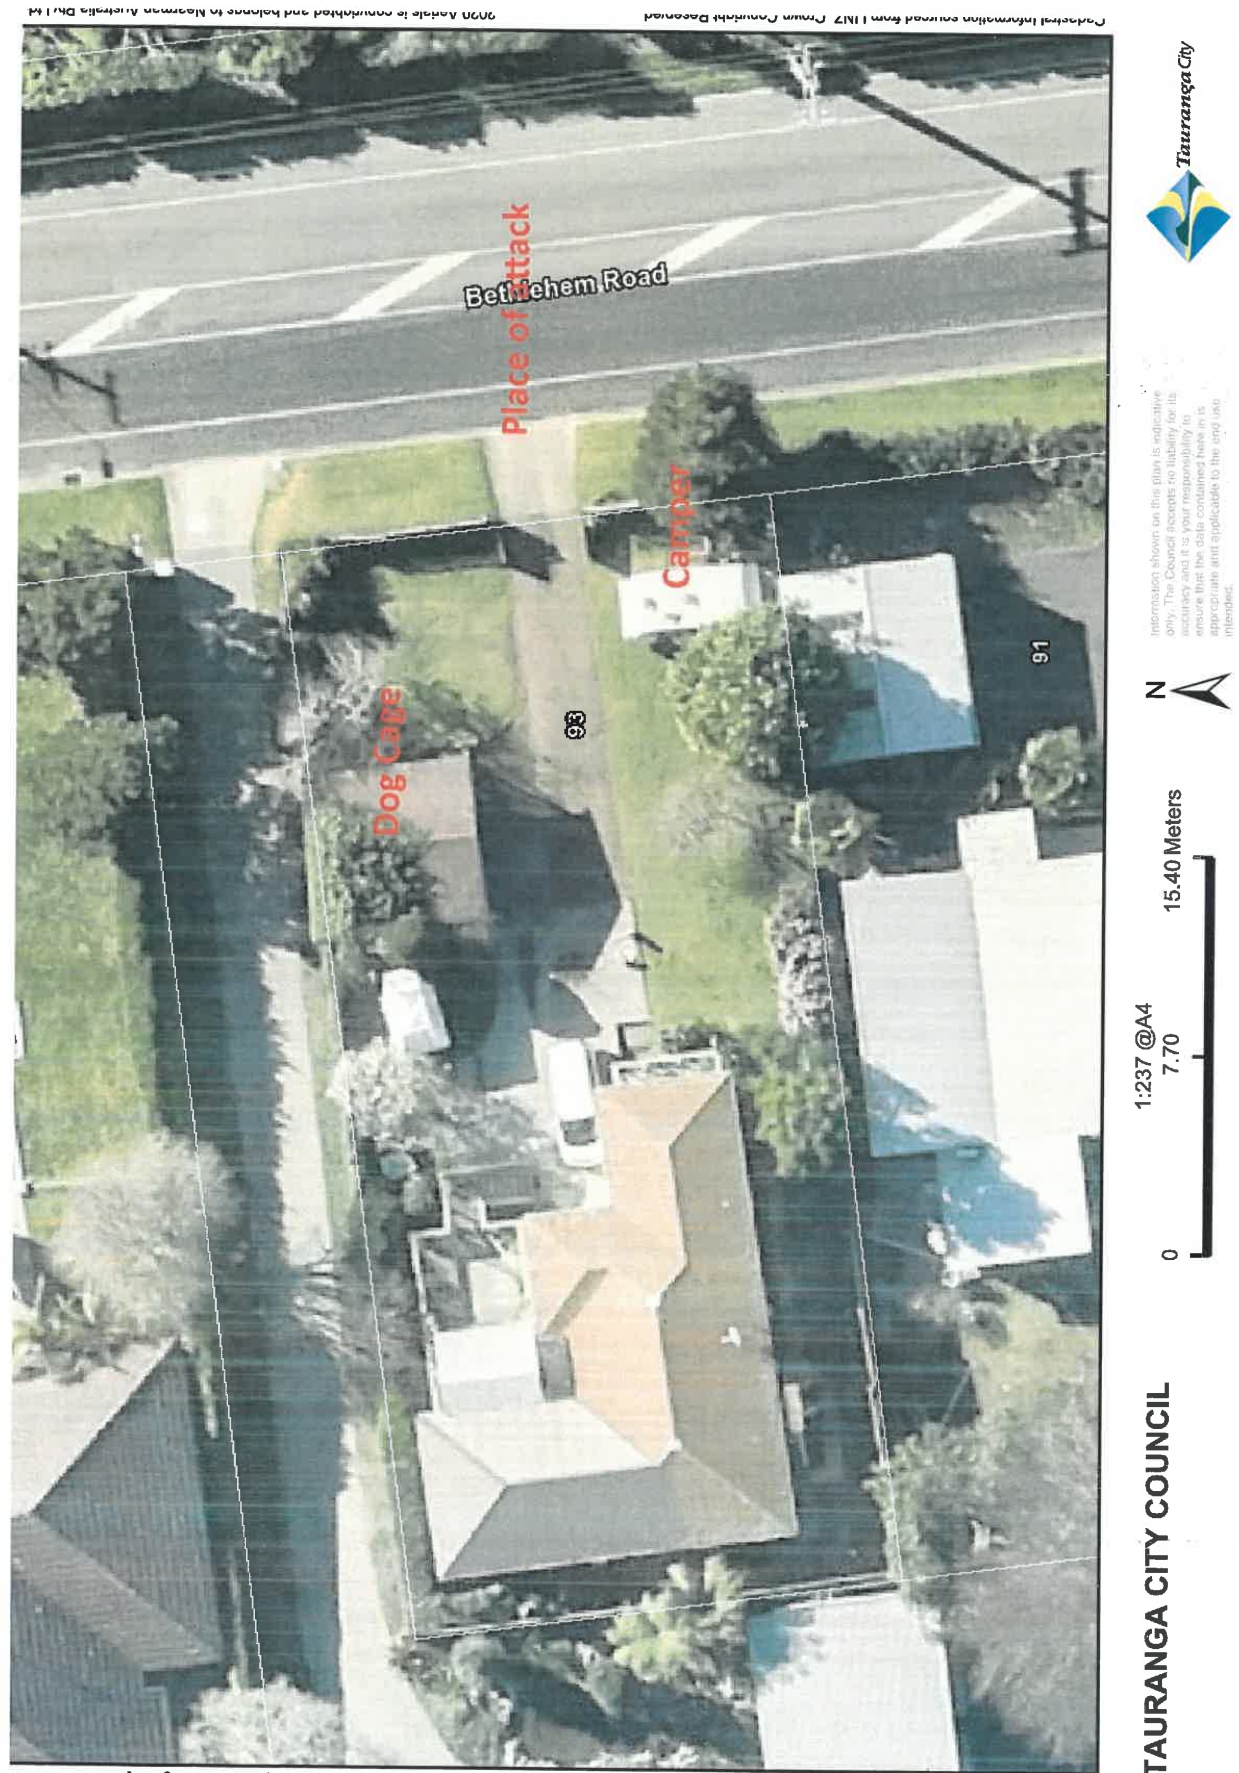 Cadastral Information sourced from LINZ. Crown Copyright Reserved
2020 Aerials is copyrighted and belongs to Nearmap Australia Pty Ltd
Dog Cage
Place of attack
Bethlehem Road
93
Camper
91
TAURANGA CITY COUNCIL
1:237 @A4
0 7.70 15.40 Meters
N
Information shown on this plan is indicative
only. The Council accepts no liability for its
accuracy and it is your responsibility to
ensure that the data contained here in is
appropriate and applicable to the end use
intended.
Tauranga City